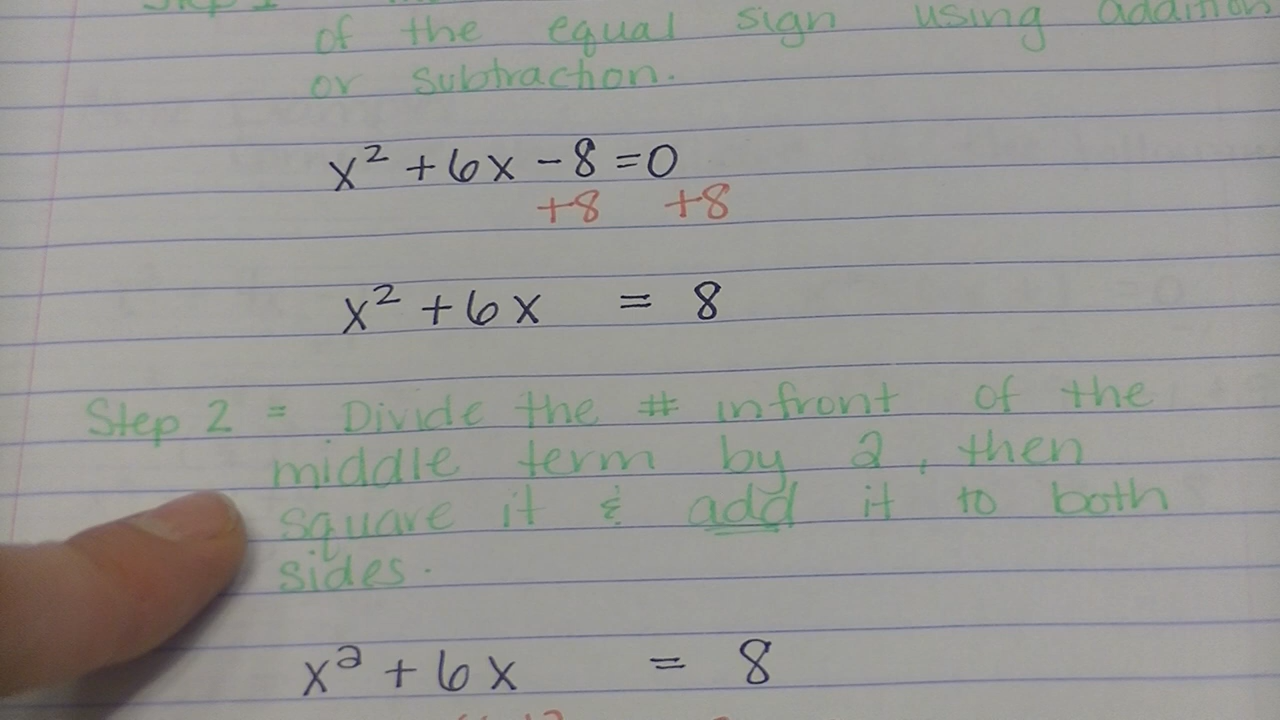 Step 1
of the equal sign using addition
or subtraction.
x² + 6x - 8 = 0
+8 +8
x² + 6x = 8
Step 2 = Divide the # infront of the
middle term by 2, then
square it & add it to both
sides.
x² + 6x = 8